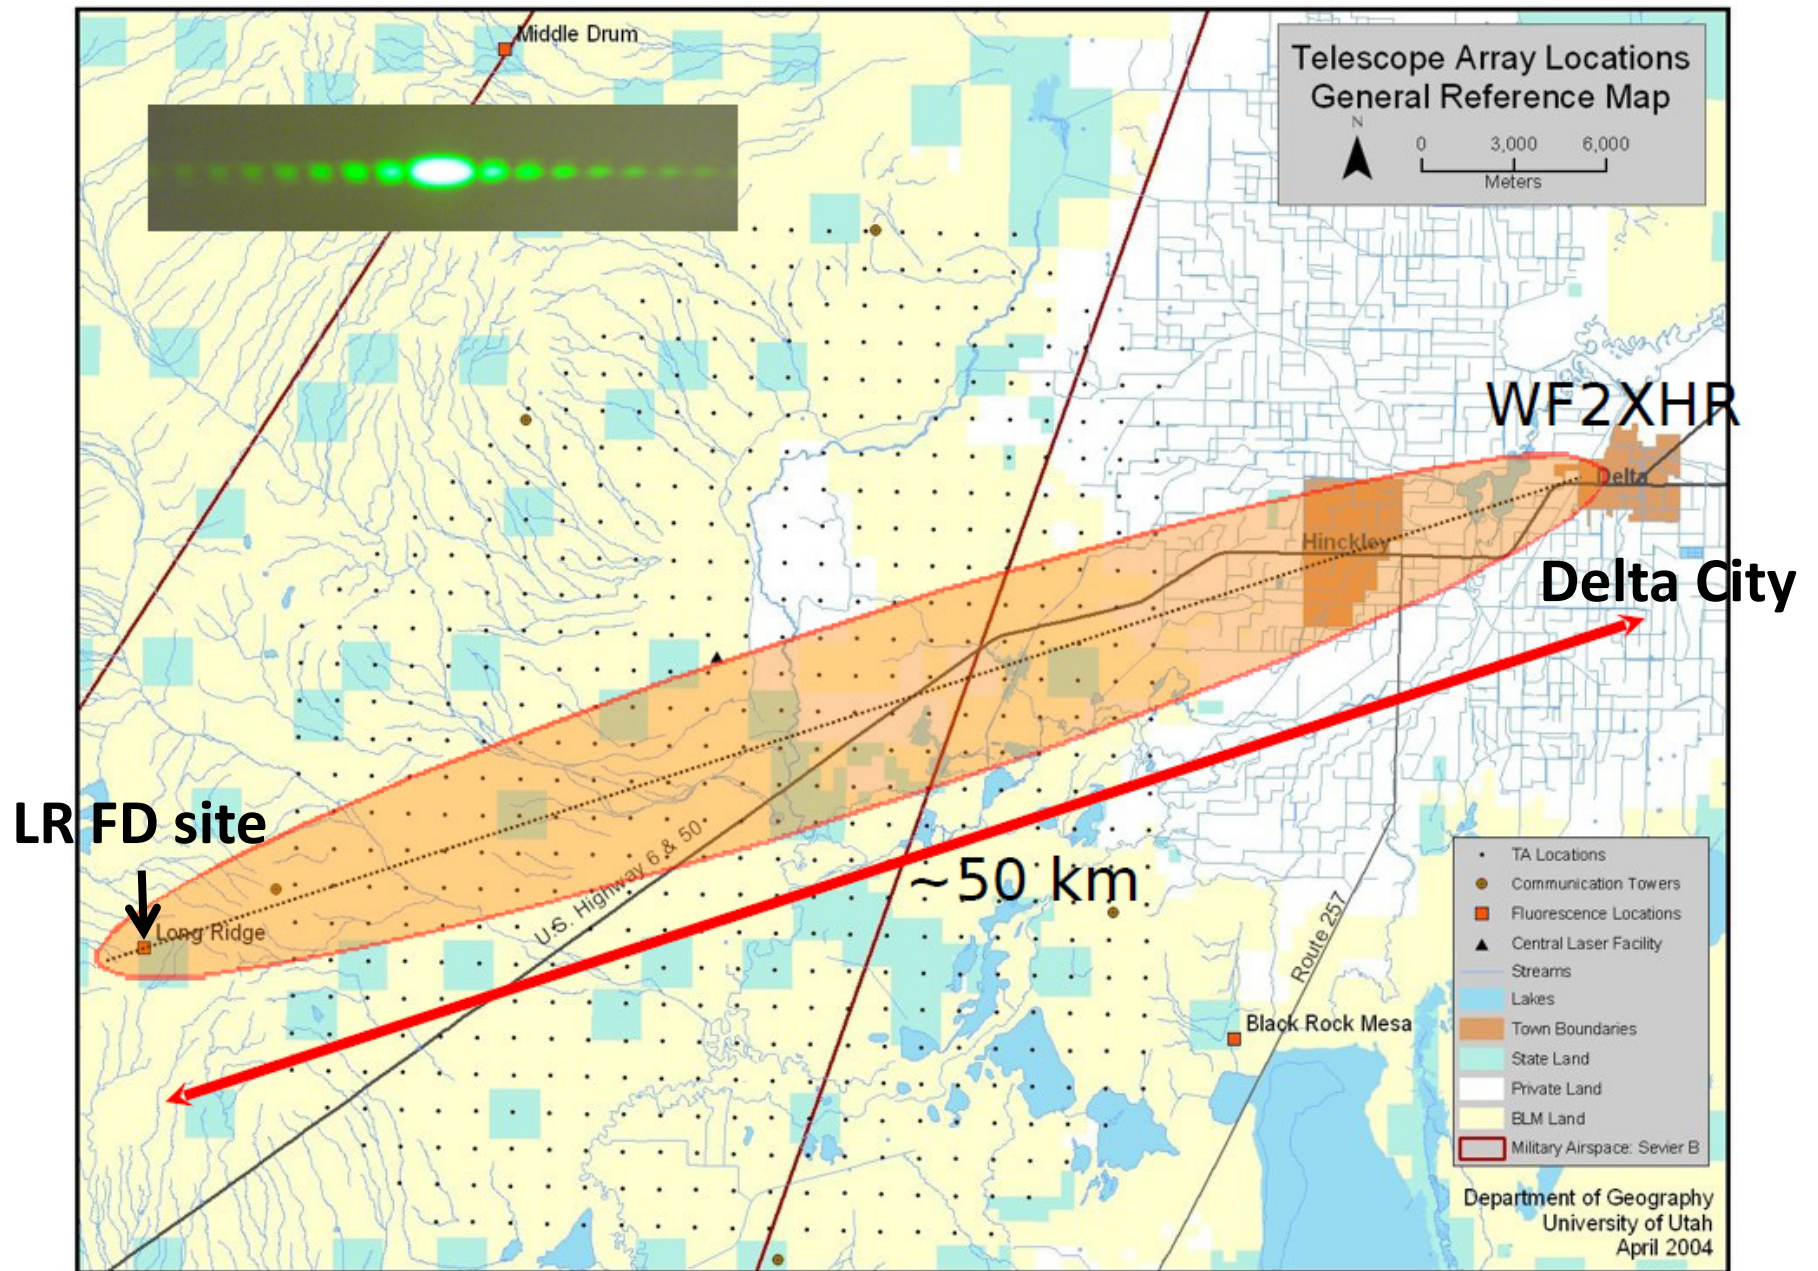 Middle Drum
Telescope Array Locations
General Reference Map
N
0 3,000 6,000
Meters
WF2XHR
Delta
Hinckley
Delta City
LR FD site
Long Ridge
U.S. Highway 6 & 50
~50 km
Route 257
Black Rock Mesa
TA Locations
Communication Towers
Fluorescence Locations
Central Laser Facility
Streams
Lakes
Town Boundaries
State Land
Private Land
BLM Land
Military Airspace: Sevier B
Department of Geography
University of Utah
April 2004